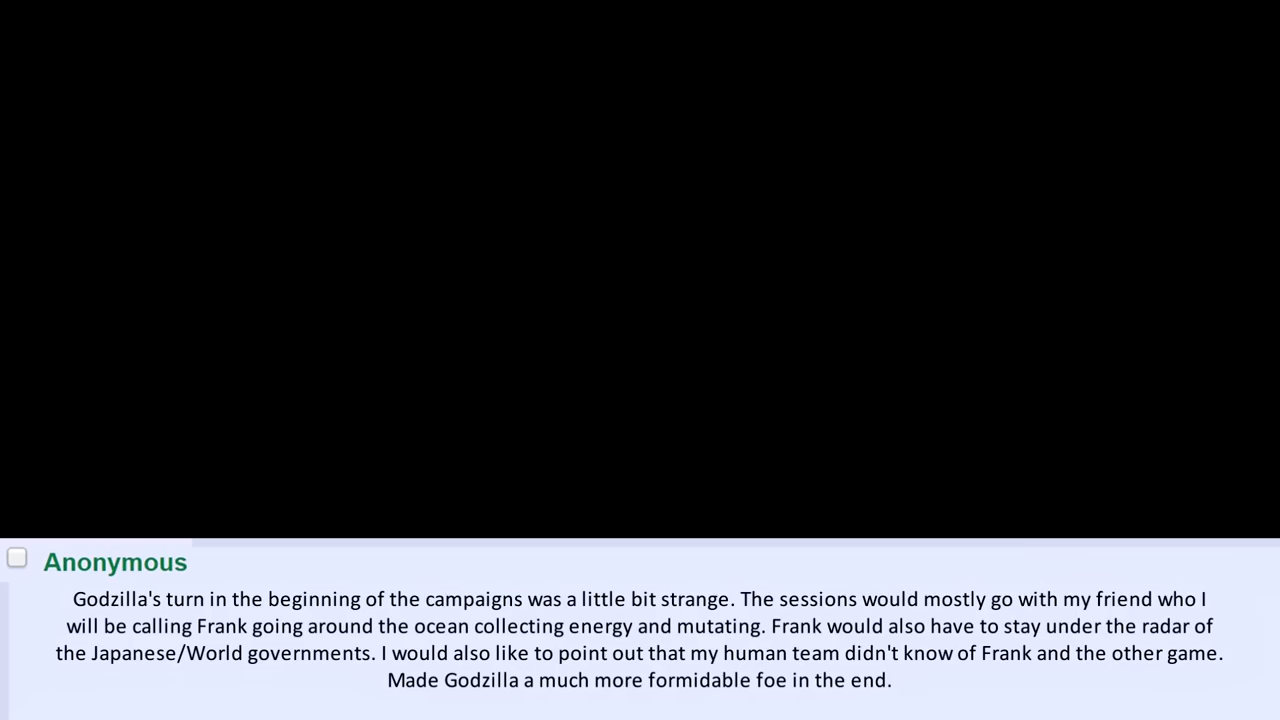 Anonymous
Godzilla's turn in the beginning of the campaigns was a little bit strange. The sessions would mostly go with my friend who I
will be calling Frank going around the ocean collecting energy and mutating. Frank would also have to stay under the radar of
the Japanese/World governments. I would also like to point out that my human team didn't know of Frank and the other game.
Made Godzilla a much more formidable foe in the end.